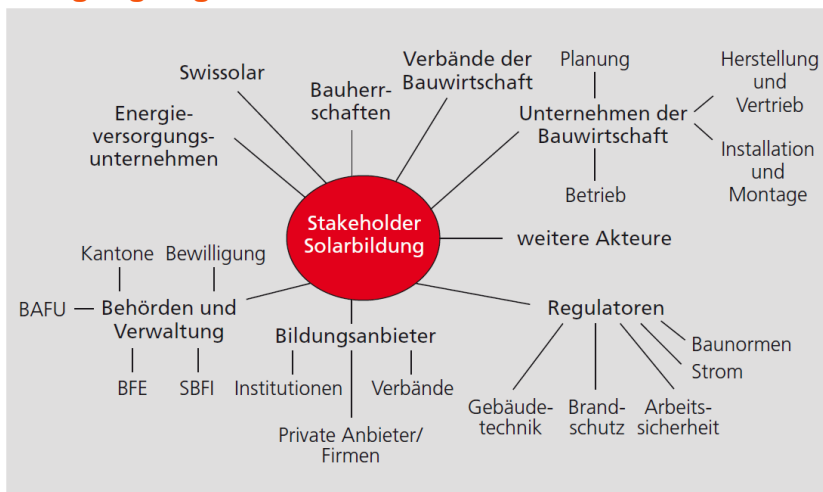 Swissolar
Energie-
versorgungs-
unternehmen
Bauherr-
schaften
Verbände der
Bauwirtschaft
Planung
Unternehmen der
Bauwirtschaft
Betrieb
Herstellung
und
Vertrieb
Installation
und
Montage
Stakeholder
Solarbildung
weitere Akteure
Kantone
Bewilligung
BAFU
Behörden und
Verwaltung
BFE
SBFI
Bildungsanbieter
Institutionen
Verbände
Private Anbieter/
Firmen
Regulatoren
Baunormen
Strom
Gebäude-
technik
Brand-
schutz
Arbeits-
sicherheit